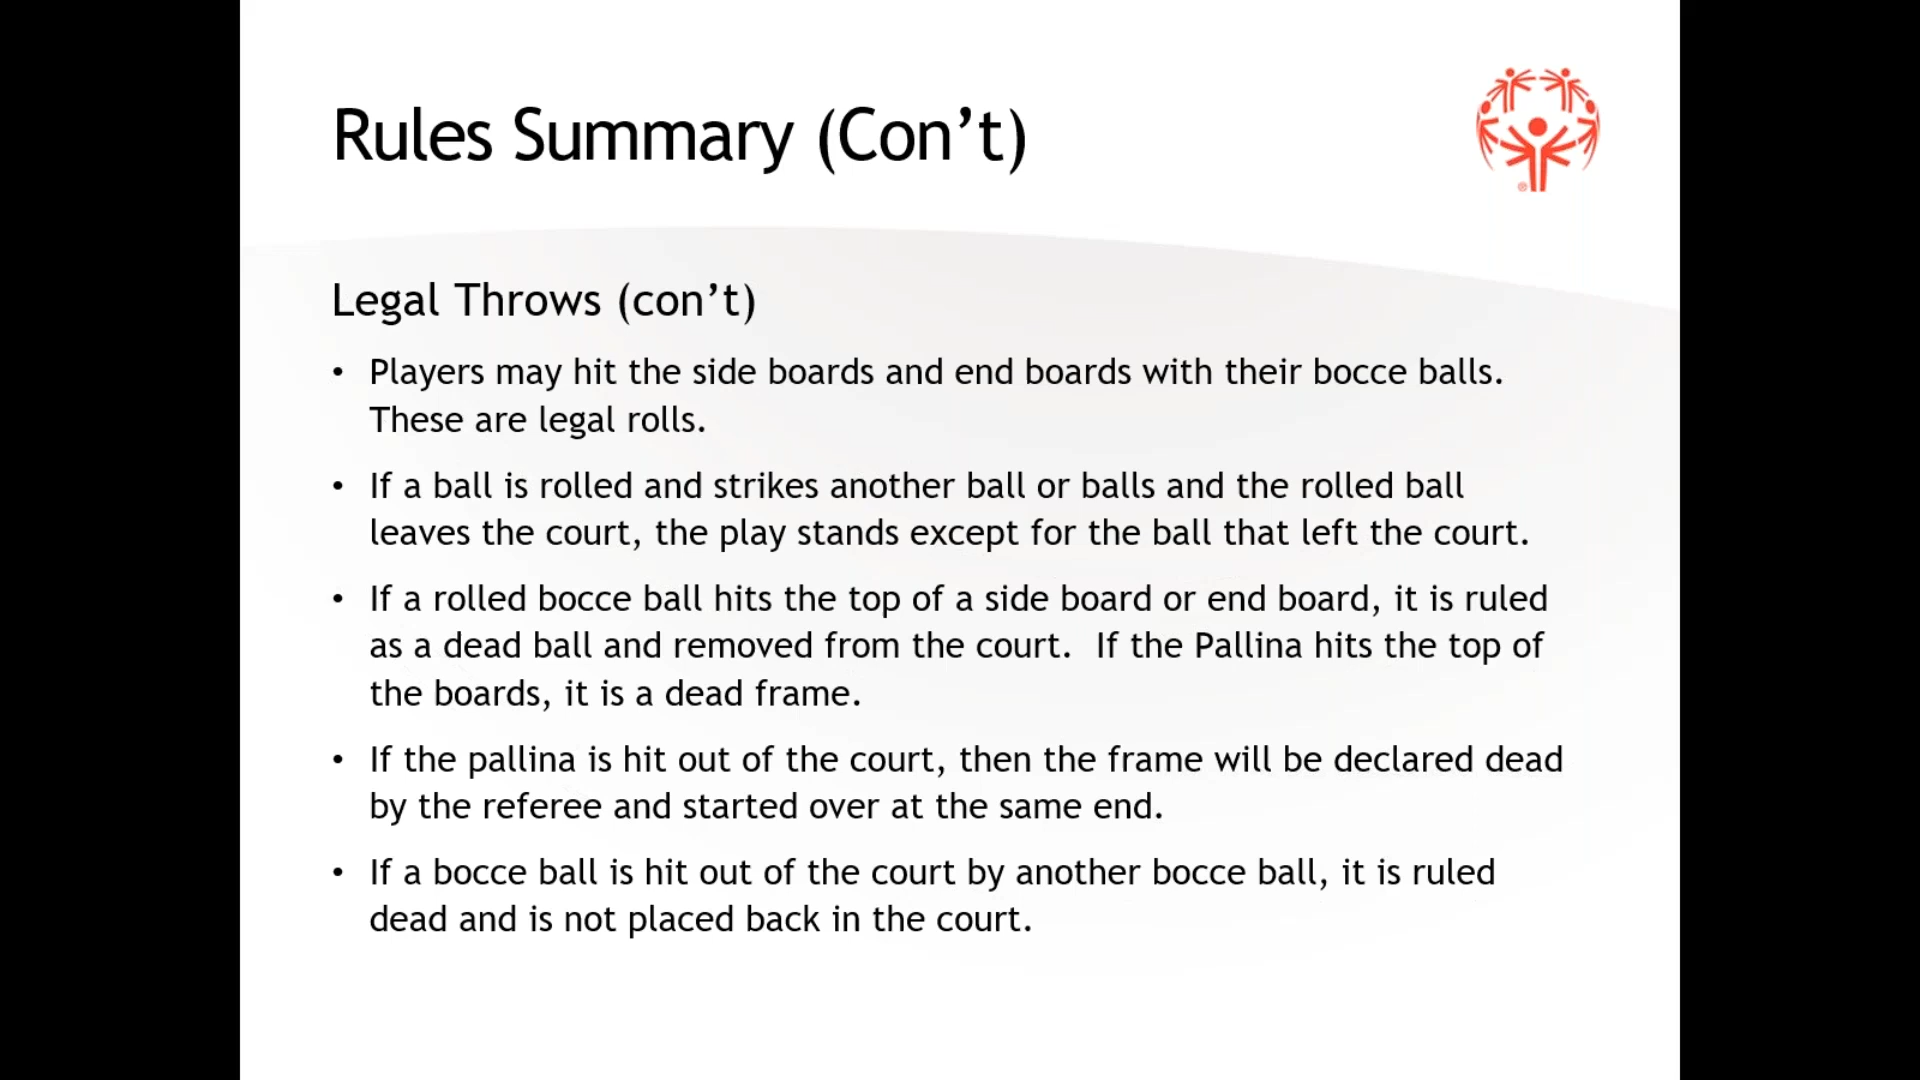 Rules Summary (Con’t)
Legal Throws (con’t)
• Players may hit the side boards and end boards with their bocce balls.
These are legal rolls.
• If a ball is rolled and strikes another ball or balls and the rolled ball
leaves the court, the play stands except for the ball that left the court.
• If a rolled bocce ball hits the top of a side board or end board, it is ruled
as a dead ball and removed from the court.  If the Pallina hits the top of
the boards, it is a dead frame.
• If the pallina is hit out of the court, then the frame will be declared dead
by the referee and started over at the same end.
• If a bocce ball is hit out of the court by another bocce ball, it is ruled
dead and is not placed back in the court.
®